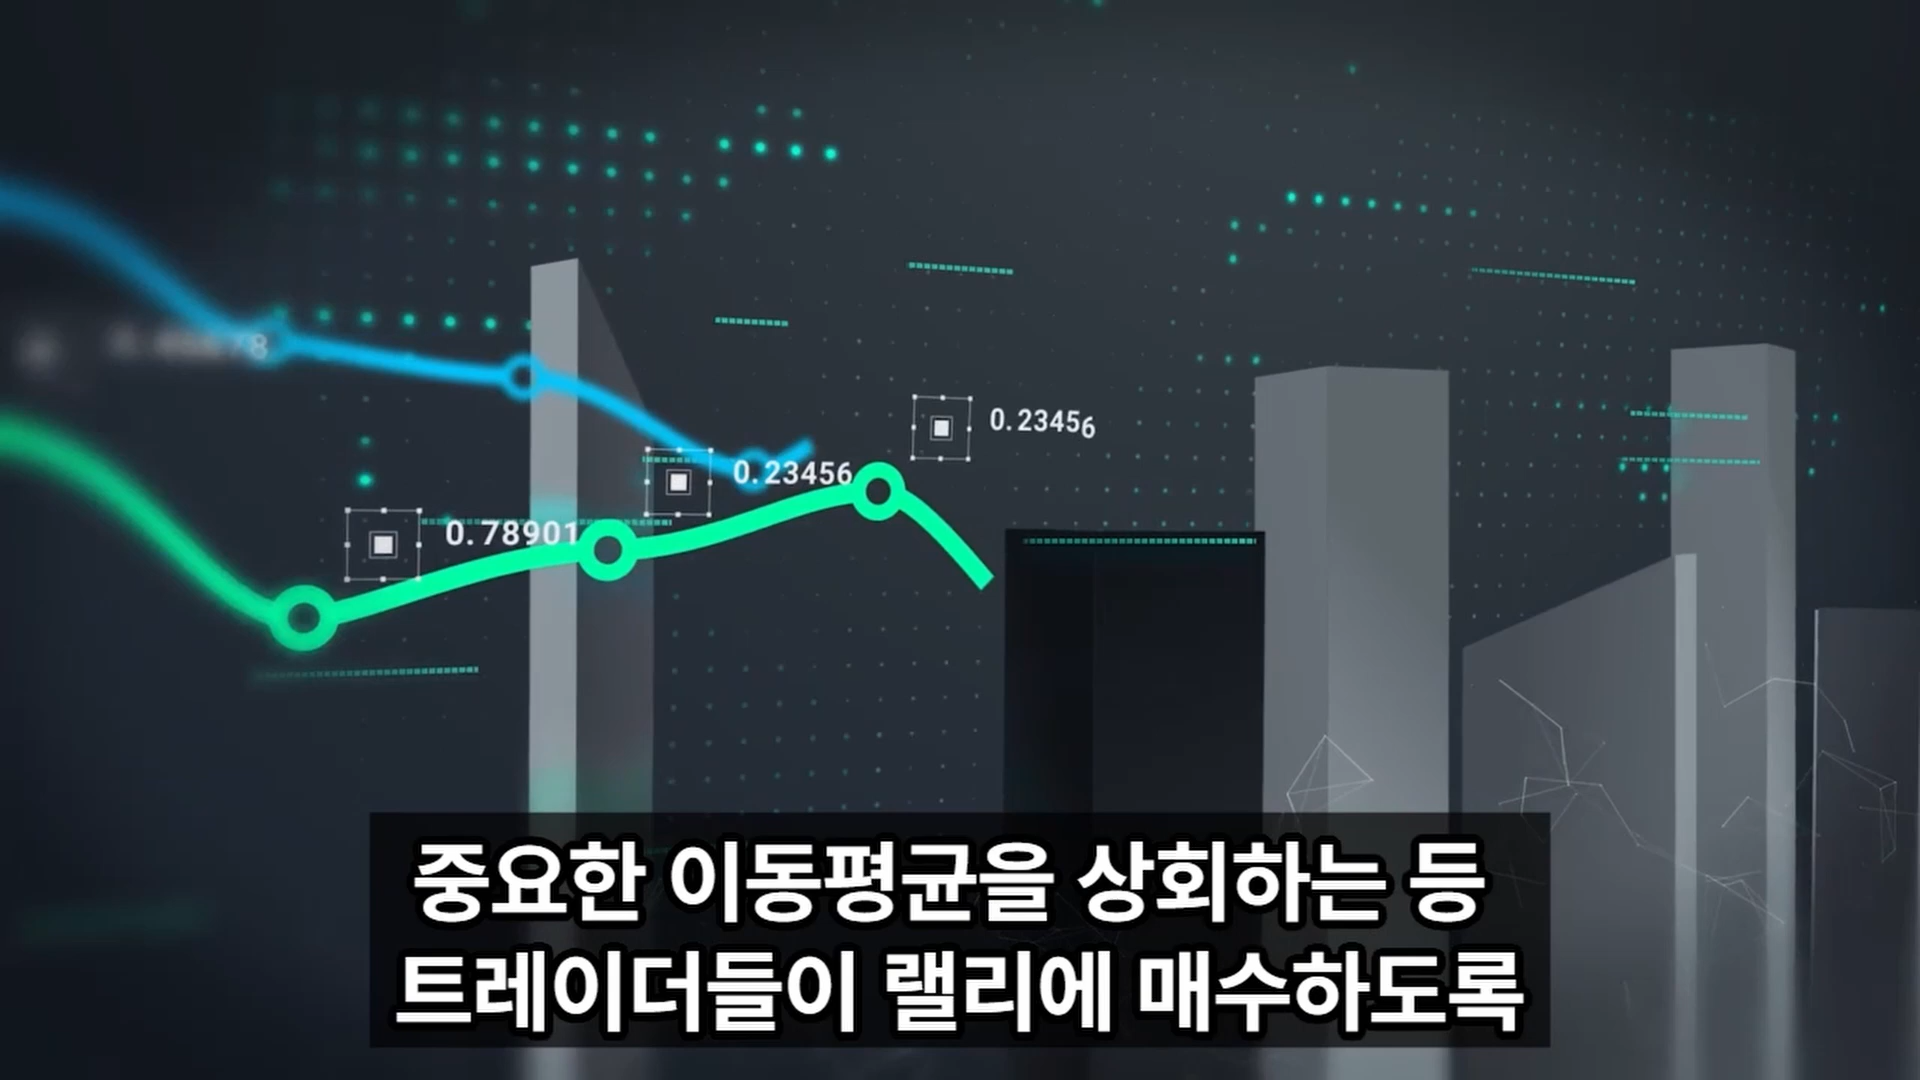 0.23456
0.23456
0.78901
중요한 이동평균을 상회하는 등
트레이더들이 랠리에 매수하도록